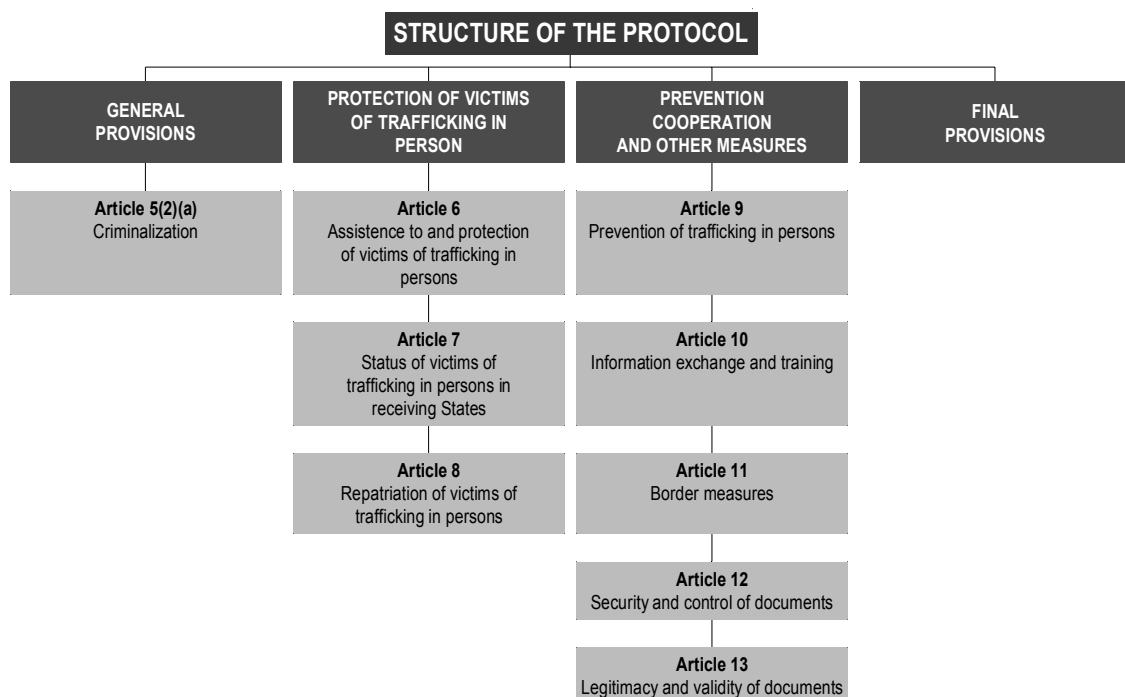 STRUCTURE OF THE PROTOCOL
GENERAL
PROVISIONS
PROTECTION OF VICTIMS
OF TRAFFICKING IN
PERSON
PREVENTION
COOPERATION
AND OTHER MEASURES
FINAL
PROVISIONS
Article 5(2)(a)
Criminalization
Article 6
Assistence to and protection
of victims of trafficking in
persons
Article 7
Status of victims of
trafficking in persons in
receiving States
Article 8
Repatriation of victims of
trafficking in persons
Article 9
Prevention of trafficking in persons
Article 10
Information exchange and training
Article 11
Border measures
Article 12
Security and control of documents
Article 13
Legitimacy and validity of documents